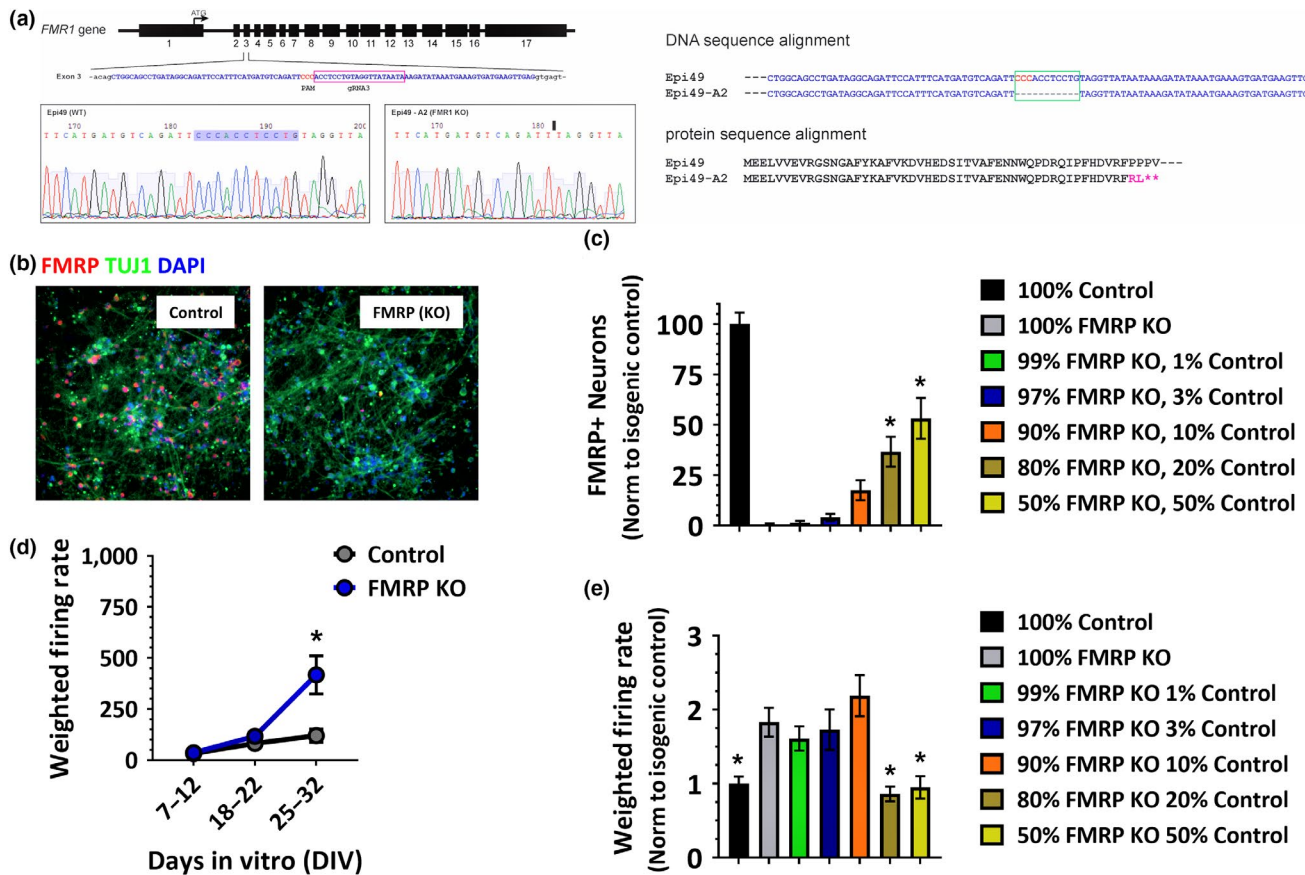 (a)
FMR1 gene
ATG
1 2 3 4 5 6 7 8 9 10 11 12 13 14 15 16 17
Exon 3 -acagCTGGCAGCCTGATAGGCAGATTCCATTTCATGATGTCAGATTCCCACCTCCTGTAGGTTATAATAAAGATATAAATGAAAGTGATGAAGTTGAGgtgagt-
PAM gRNA3
Epi49 (WT)
170 180 190 200
T T C A T G A T G T C A G A T T C C C A C C T C C T G T A G G T T A
Epi49 - A2 (FMR1 KO)
170 180
T T C A T G A T G T C A G A T T T A G G T T A
DNA sequence alignment
Epi49 ---CTGGCAGCCTGATAGGCAGATTCCATTTCATGATGTCAGATTCCCACCTCCTGTAGGTTATAATAAAGATATAAATGAAAGTGATGAAGTTG
Epi49-A2 ---CTGGCAGCCTGATAGGCAGATTCCATTTCATGATGTCAGATT-----------TAGGTTATAATAAAGATATAAATGAAAGTGATGAAGTTG
protein sequence alignment
Epi49 MEELVVEVRGSNGAFYKAFVKDVHEDSITVAFENNWQPDRQIPFHDVRFPPPV---
Epi49-A2 MEELVVEVRGSNGAFYKAFVKDVHEDSITVAFENNWQPDRQIPFHDVRFRL**
(b)
FMRP TUJ1 DAPI
Control
FMRP (KO)
(c)
FMRP+ Neurons
(Norm to isogenic control)
100
75
50
25
0
*
*
100% Control
100% FMRP KO
99% FMRP KO, 1% Control
97% FMRP KO, 3% Control
90% FMRP KO, 10% Control
80% FMRP KO, 20% Control
50% FMRP KO, 50% Control
(d)
Weighted firing rate
1,000
750
500
250
0
Control
FMRP KO
*
7–12
18–22
25–32
Days in vitro (DIV)
(e)
Weighted firing rate
(Norm to isogenic control)
3
2
1
0
*
*
*
100% Control
100% FMRP KO
99% FMRP KO 1% Control
97% FMRP KO 3% Control
90% FMRP KO 10% Control
80% FMRP KO 20% Control
50% FMRP KO 50% Control